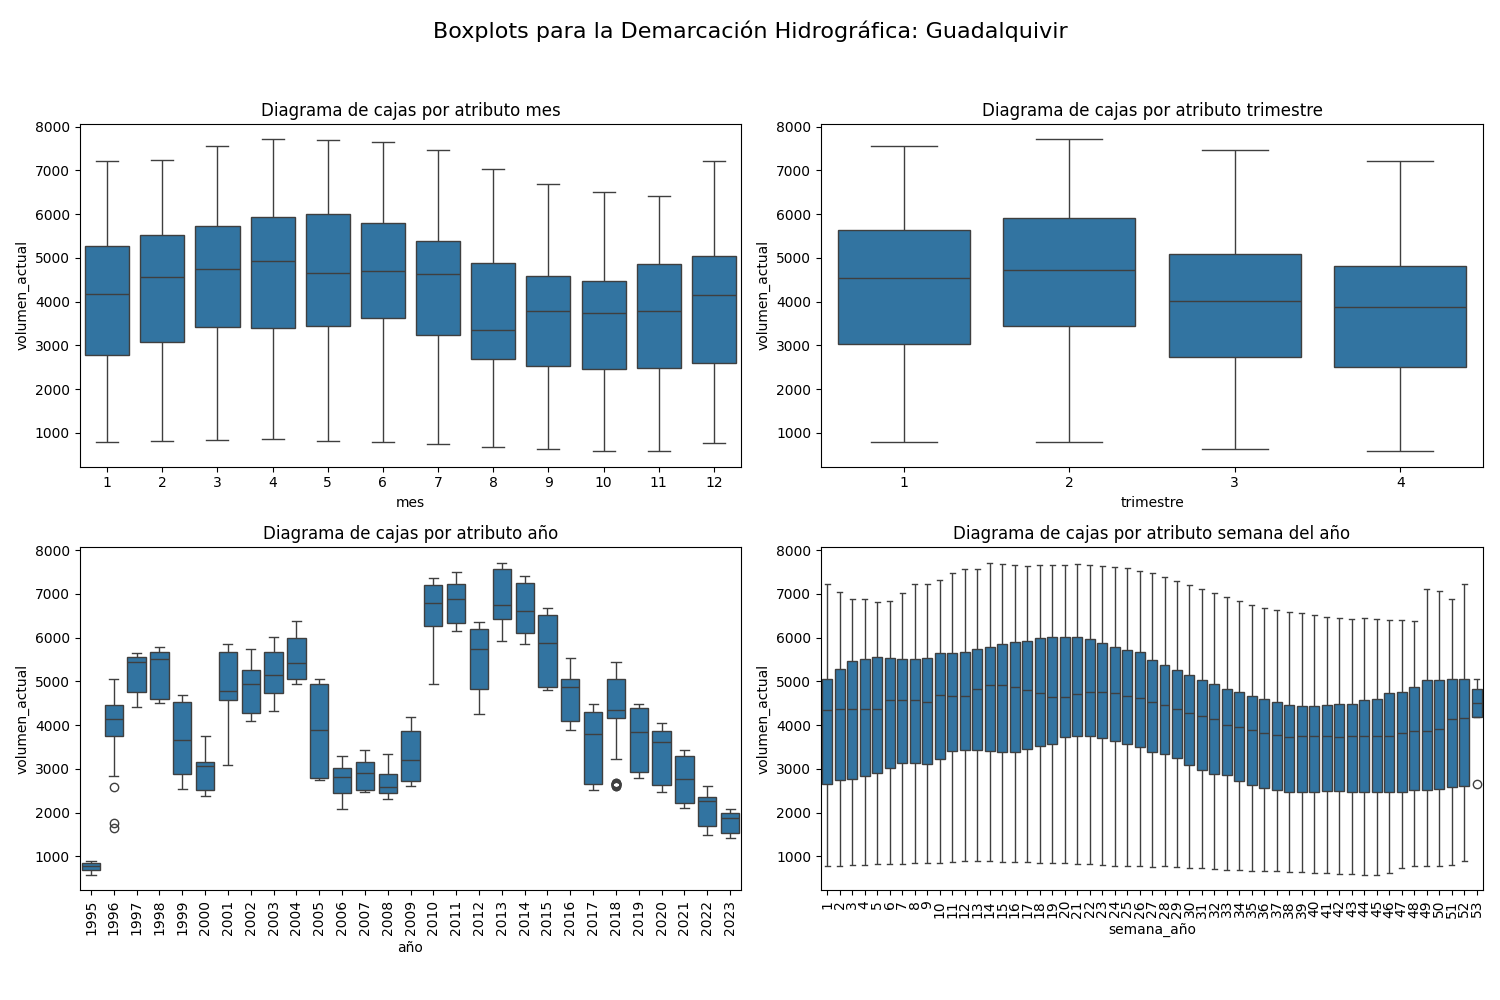 Boxplots para la Demarcación Hidrográfica: Guadalquivir
Diagrama de cajas por atributo mes
volumen_actual
8000
7000
6000
5000
4000
3000
2000
1000
1 2 3 4 5 6 7 8 9 10 11 12
mes
Diagrama de cajas por atributo trimestre
volumen_actual
8000
7000
6000
5000
4000
3000
2000
1000
1 2 3 4
trimestre
Diagrama de cajas por atributo año
volumen_actual
8000
7000
6000
5000
4000
3000
2000
1000
1995 1996 1997 1998 1999 2000 2001 2002 2003 2004 2005 2006 2007 2008 2009 2010 2011 2012 2013 2014 2015 2016 2017 2018 2019 2020 2021 2022 2023
año
Diagrama de cajas por atributo semana del año
volumen_actual
8000
7000
6000
5000
4000
3000
2000
1000
1 2 3 4 5 6 7 8 9 10 11 12 13 14 15 16 17 18 19 20 21 22 23 24 25 26 27 28 29 30 31 32 33 34 35 36 37 38 39 40 41 42 43 44 45 46 47 48 49 50 51 52 53
semana_año